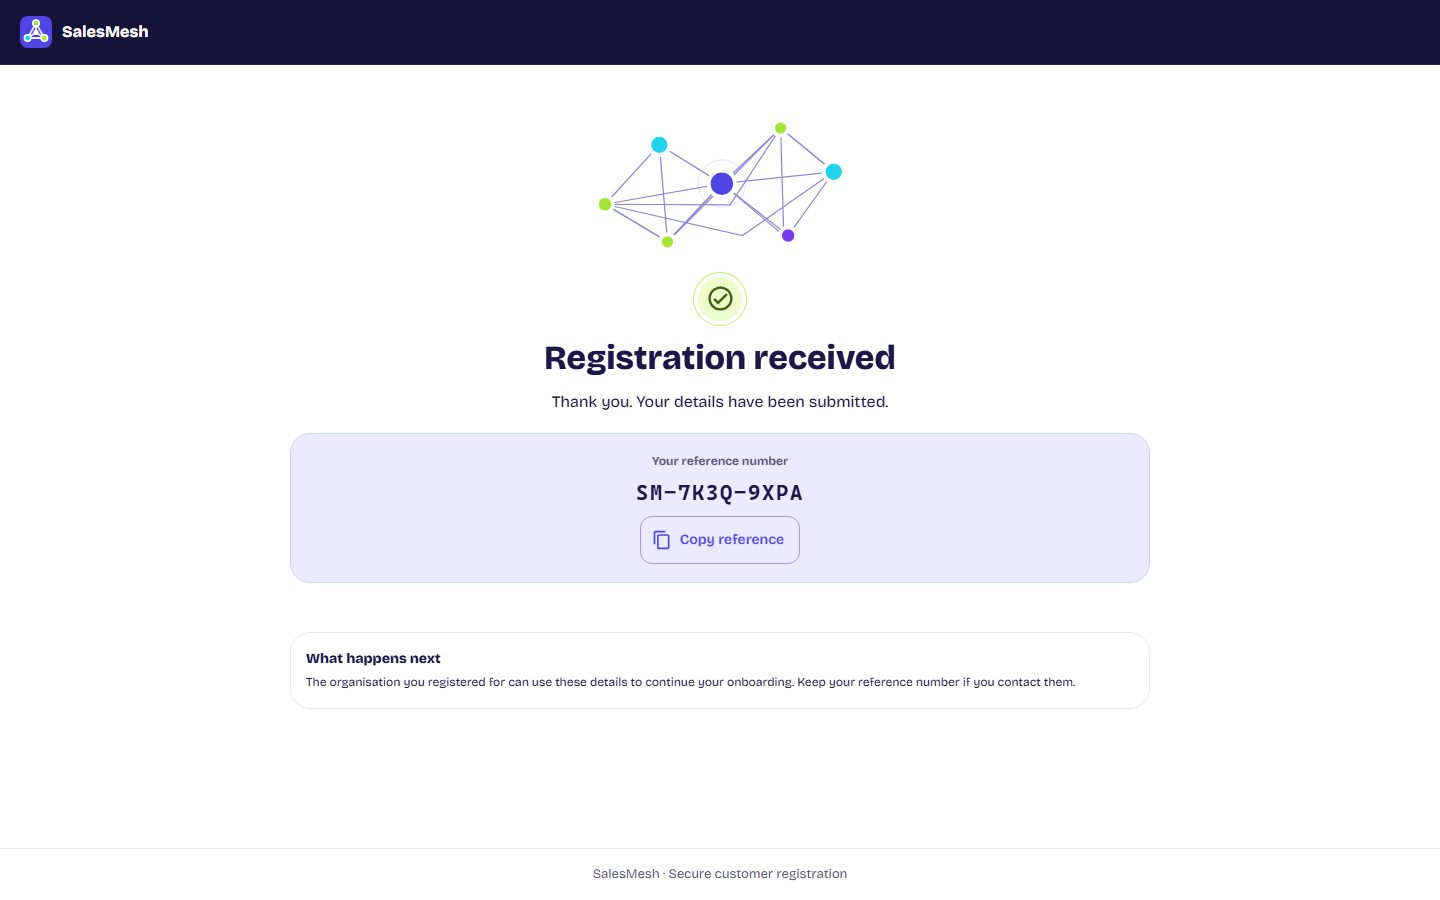 SalesMesh
Registration received
Thank you. Your details have been submitted.
Your reference number
SM-7K3Q-9XPA
Copy reference
What happens next
The organisation you registered for can use these details to continue your onboarding. Keep your reference number if you contact them.
SalesMesh · Secure customer registration